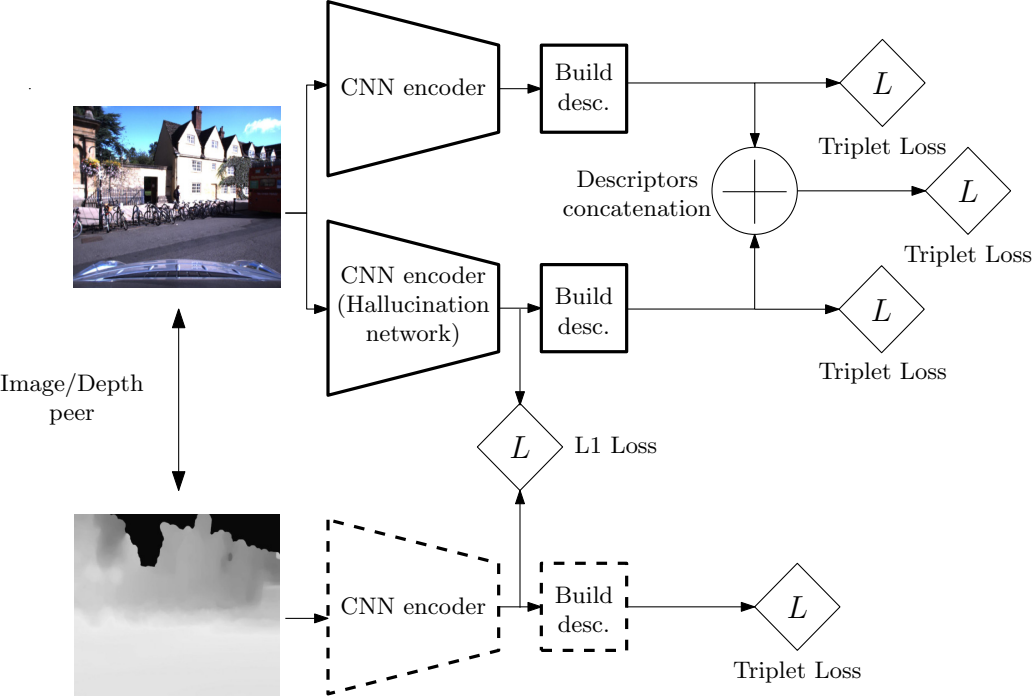 CNN encoder
Build
desc.
L
Triplet Loss
Descriptors
concatenation
L
Triplet Loss
CNN encoder
(Hallucination
network)
Build
desc.
L
Triplet Loss
Image/Depth
peer
L
L1 Loss
CNN encoder
Build
desc.
L
Triplet Loss